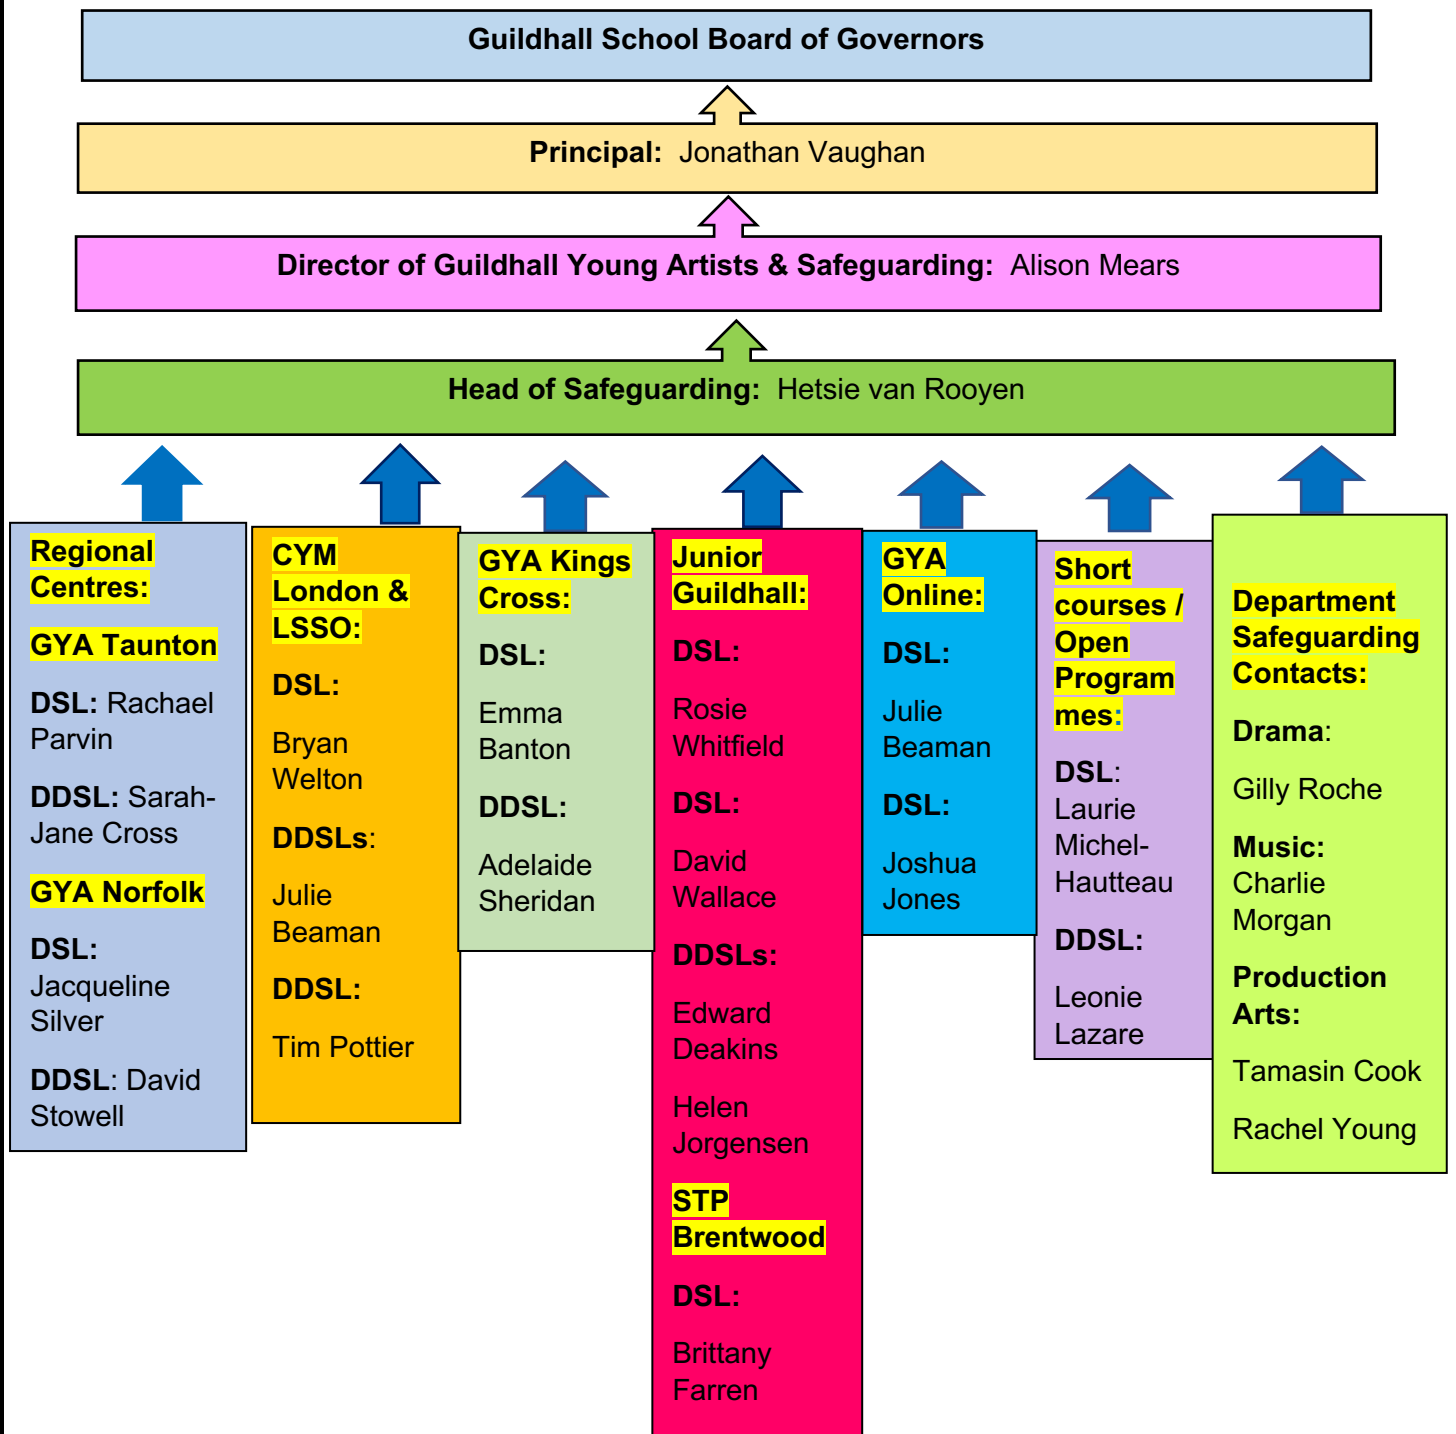 Guildhall School Board of Governors
Principal: Jonathan Vaughan
Director of Guildhall Young Artists & Safeguarding: Alison Mears
Head of Safeguarding: Hetsie van Rooyen
Regional
Centres:
GYA Taunton
DSL: Rachael
Parvin
DDSL: Sarah-
Jane Cross
GYA Norfolk
DSL:
Jacqueline
Silver
DDSL: David
Stowell
CYM
London &
LSSO:
DSL:
Bryan
Welton
DDSLs:
Julie
Beaman
DDSL:
Tim Pottier
GYA Kings
Cross:
DSL:
Emma
Banton
DDSL:
Adelaide
Sheridan
Junior
Guildhall:
DSL:
Rosie
Whitfield
DSL:
David
Wallace
DDSLs:
Edward
Deakins
Helen
Jorgensen
STP
Brentwood
DSL:
Brittany
Farren
GYA
Online:
DSL:
Julie
Beaman
DSL:
Joshua
Jones
Short
courses /
Open
Program
mes:
DSL:
Laurie
Michel-
Hautteau
DDSL:
Leonie
Lazare
Department
Safeguarding
Contacts:
Drama:
Gilly Roche
Music:
Charlie
Morgan
Production
Arts:
Tamasin Cook
Rachel Young